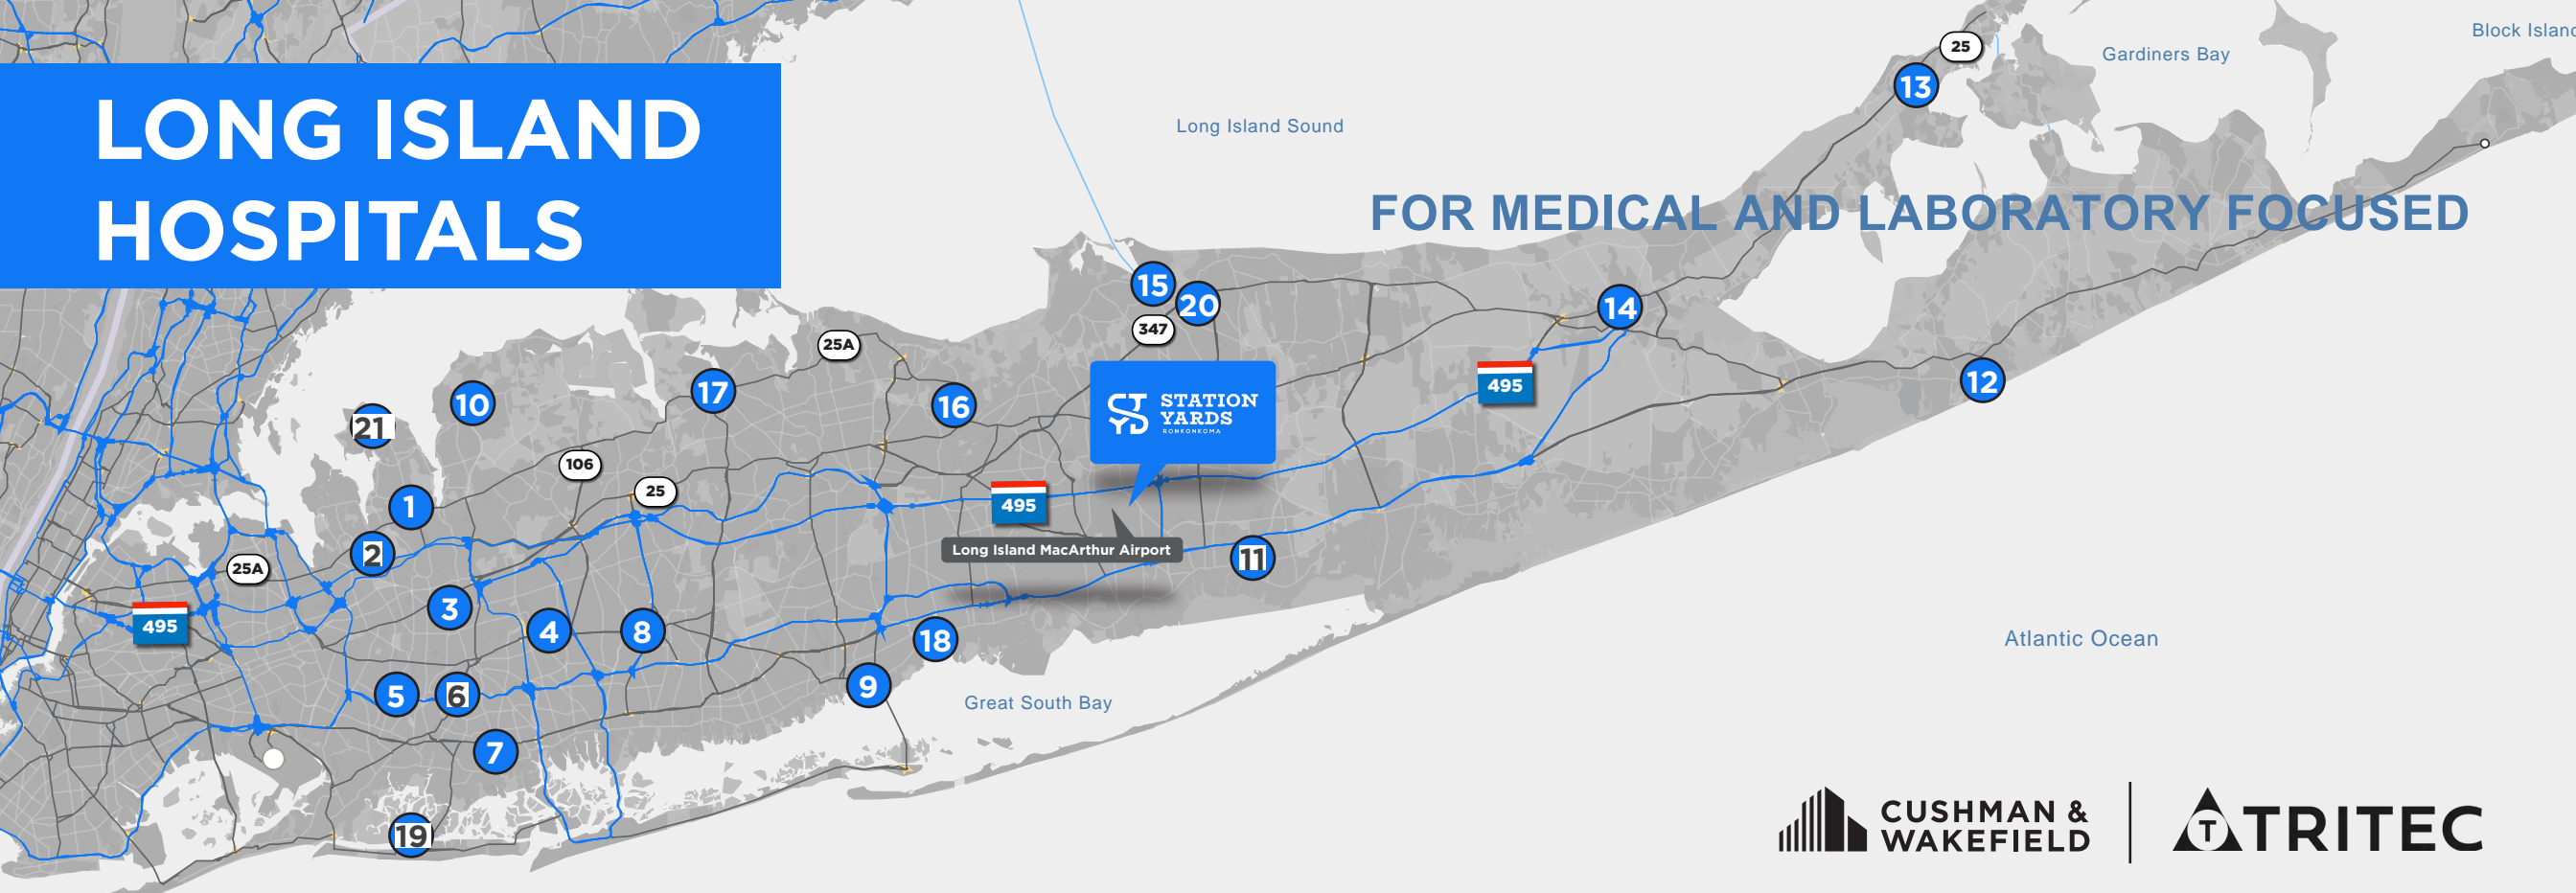 LONG ISLAND
HOSPITALS
Block Island
Gardiners Bay
25
13
Long Island Sound
FOR MEDICAL AND LABORATORY FOCUSED
15
20
347
14
25A
495
12
17
16
10
21
STATION
YARDS
RONKONKOMA
106
25
495
1
2
Long Island MacArthur Airport
11
25A
3
4
8
495
18
Atlantic Ocean
9
5
6
Great South Bay
7
19
CUSHMAN &
WAKEFIELD
T
TRITEC